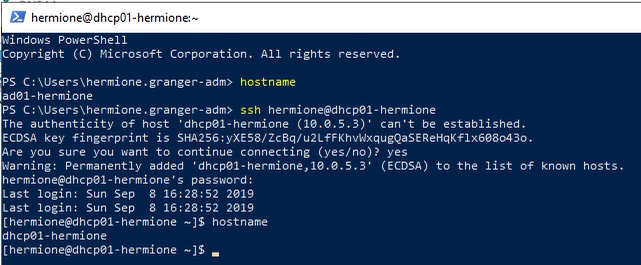 hermione@dhcp01-hermione:~
Windows PowerShell
Copyright (C) Microsoft Corporation. All rights reserved.
PS C:\Users\hermione.granger-adm> hostname
ad01-hermione
PS C:\Users\hermione.granger-adm> ssh hermione@dhcp01-hermione
The authenticity of host 'dhcp01-hermione (10.0.5.3)' can't be established.
ECDSA key fingerprint is SHA256:yXE58/ZcBq/u2LfFKhvWxqugQaSEReHqKf1x608o43o.
Are you sure you want to continue connecting (yes/no)? yes
Warning: Permanently added 'dhcp01-hermione,10.0.5.3' (ECDSA) to the list of known hosts.
hermione@dhcp01-hermione's password:
Last login: Sun Sep  8 16:28:52 2019
Last login: Sun Sep  8 16:28:52 2019
[hermione@dhcp01-hermione ~]$ hostname
dhcp01-hermione
[hermione@dhcp01-hermione ~]$